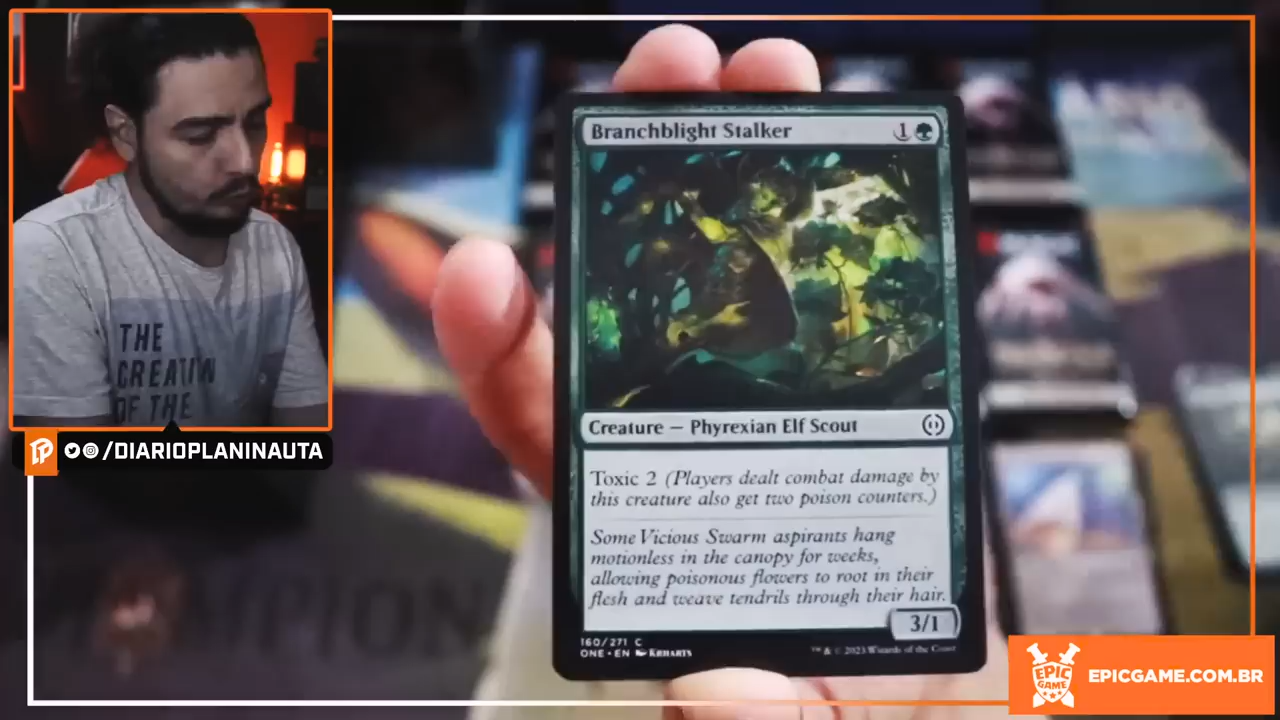 Branchblight Stalker 1
Creature — Phyrexian Elf Scout
Toxic 2 (Players dealt combat damage by
this creature also get two poison counters.)
Some Vicious Swarm aspirants hang
motionless in the canopy for weeks,
allowing poisonous flowers to root in their
flesh and weave tendrils through their hair.
3/1
160/271 C
ONE • EN KRHARTS
™ & © 2023 Wizards of the Coast
THE
CREATION
OF THE
/DIARIOPLANINAUTA
EPIC
GAME
EPICGAME.COM.BR